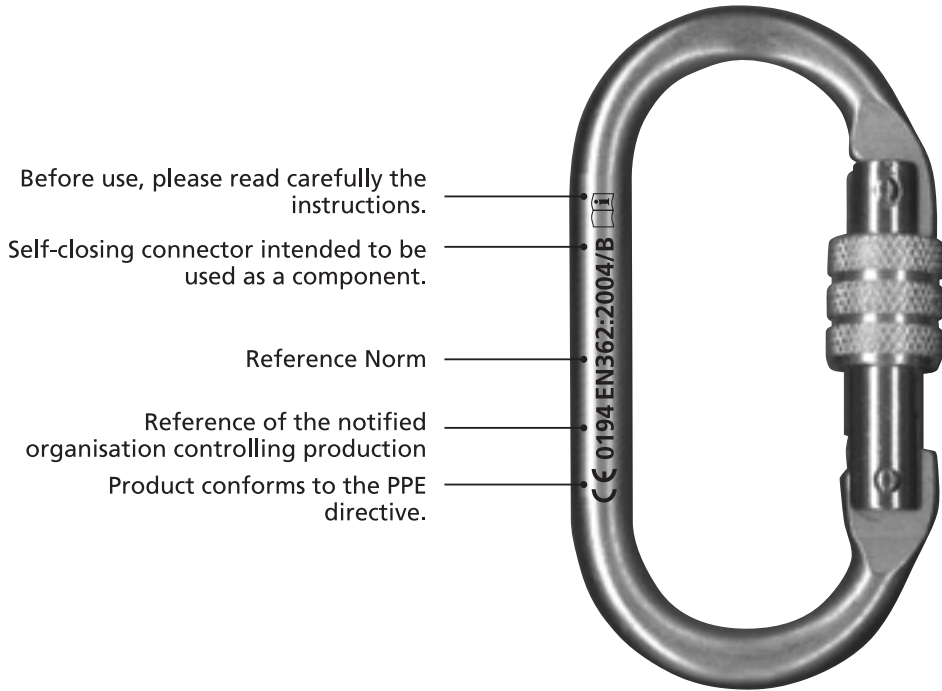 Before use, please read carefully the
instructions.
Self-closing connector intended to be
used as a component.
Reference Norm
Reference of the notified
organisation controlling production
Product conforms to the PPE
directive.
CE 0194 EN362:2004/B i